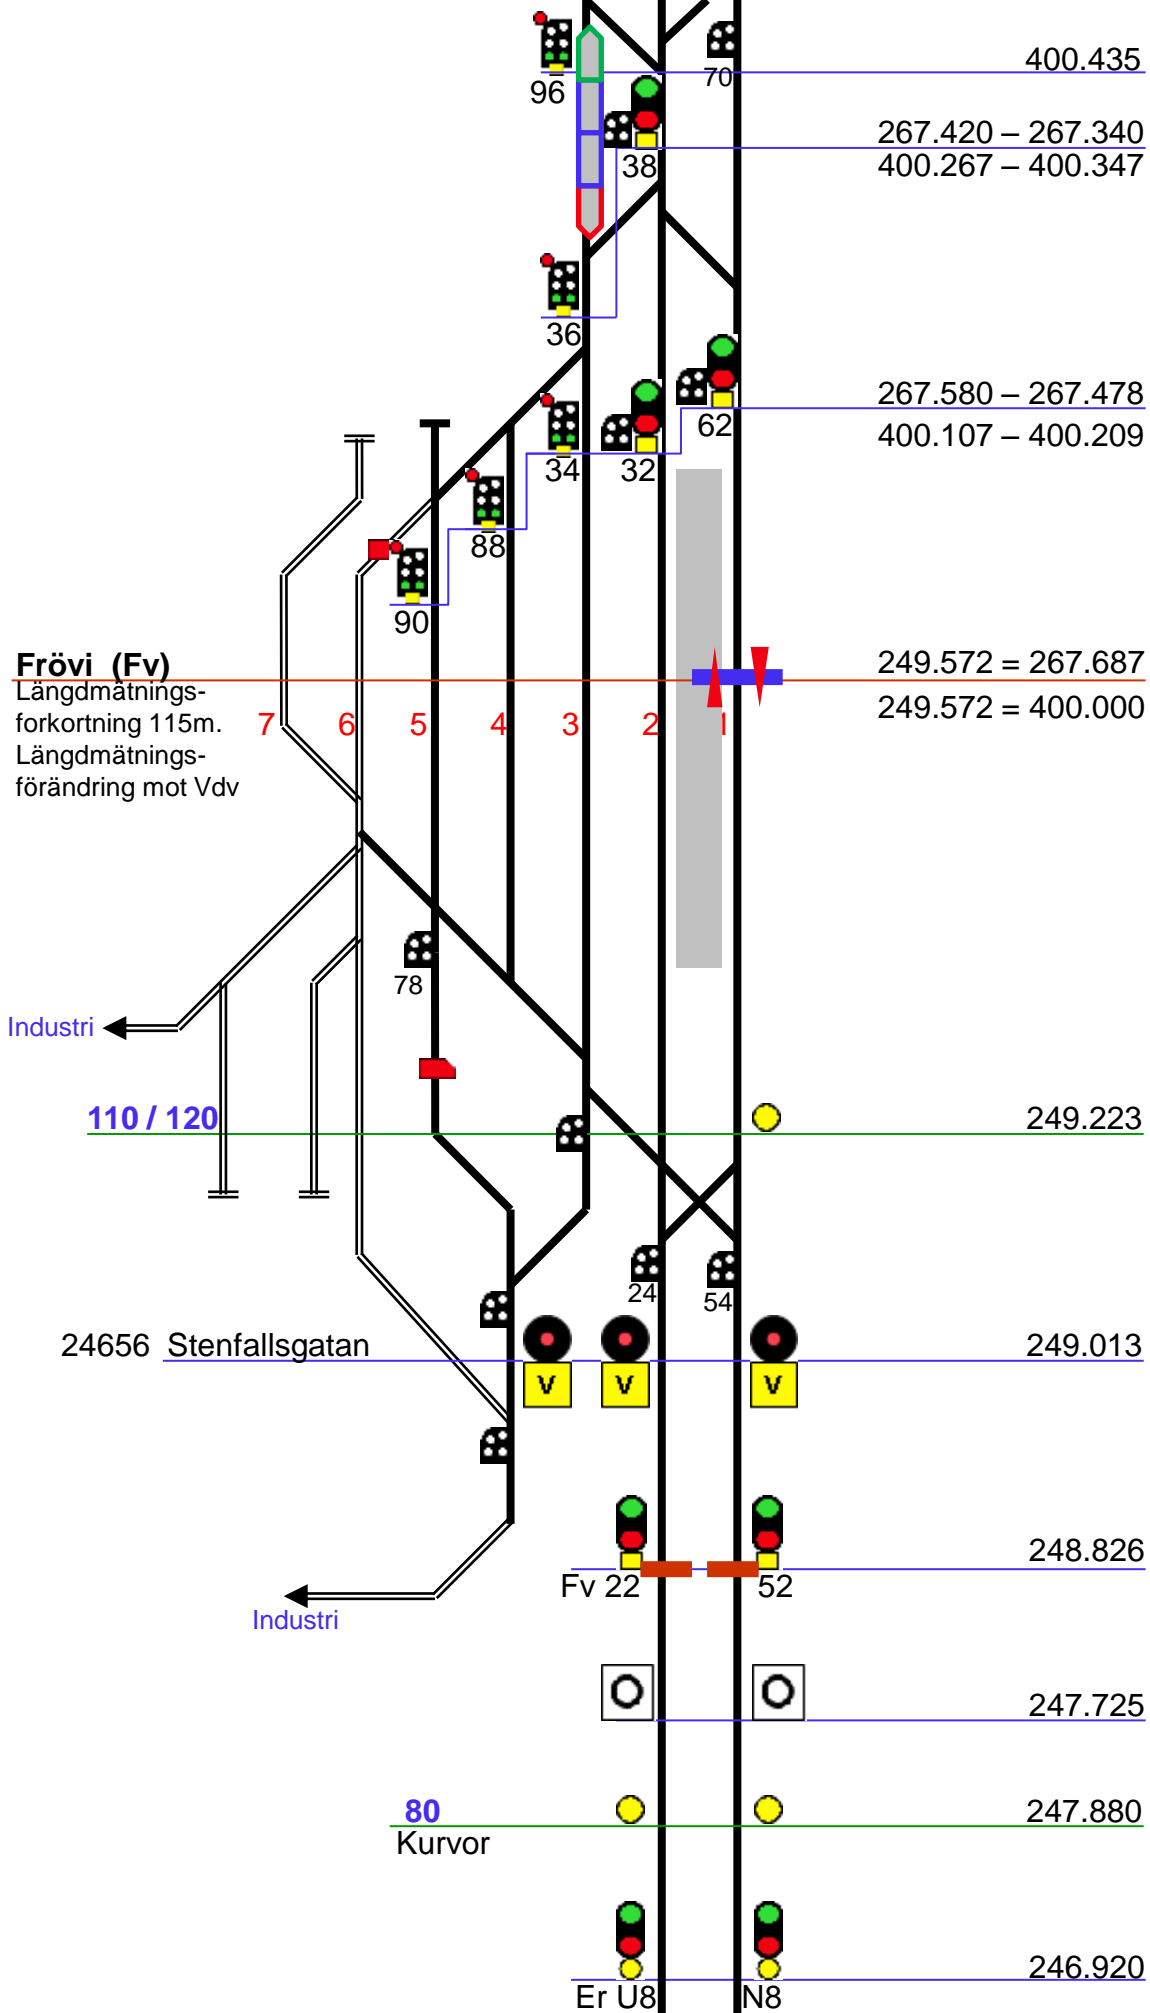 400.435
96
70
267.420 – 267.340
38
400.267 – 400.347
36
267.580 – 267.478
62
400.107 – 400.209
34
32
88
90
Frövi (Fv)
249.572 = 267.687
Längdmätnings-
forkortning 115m.
249.572 = 400.000
7
6
5
4
3
2
1
Längdmätnings-
förändring mot Vdv
78
Industri
110 / 120
249.223
24
54
24656 Stenfallsgatan
249.013
V
V
V
248.826
Fv 22
52
Industri
247.725
80
247.880
Kurvor
246.920
Er U8
N8